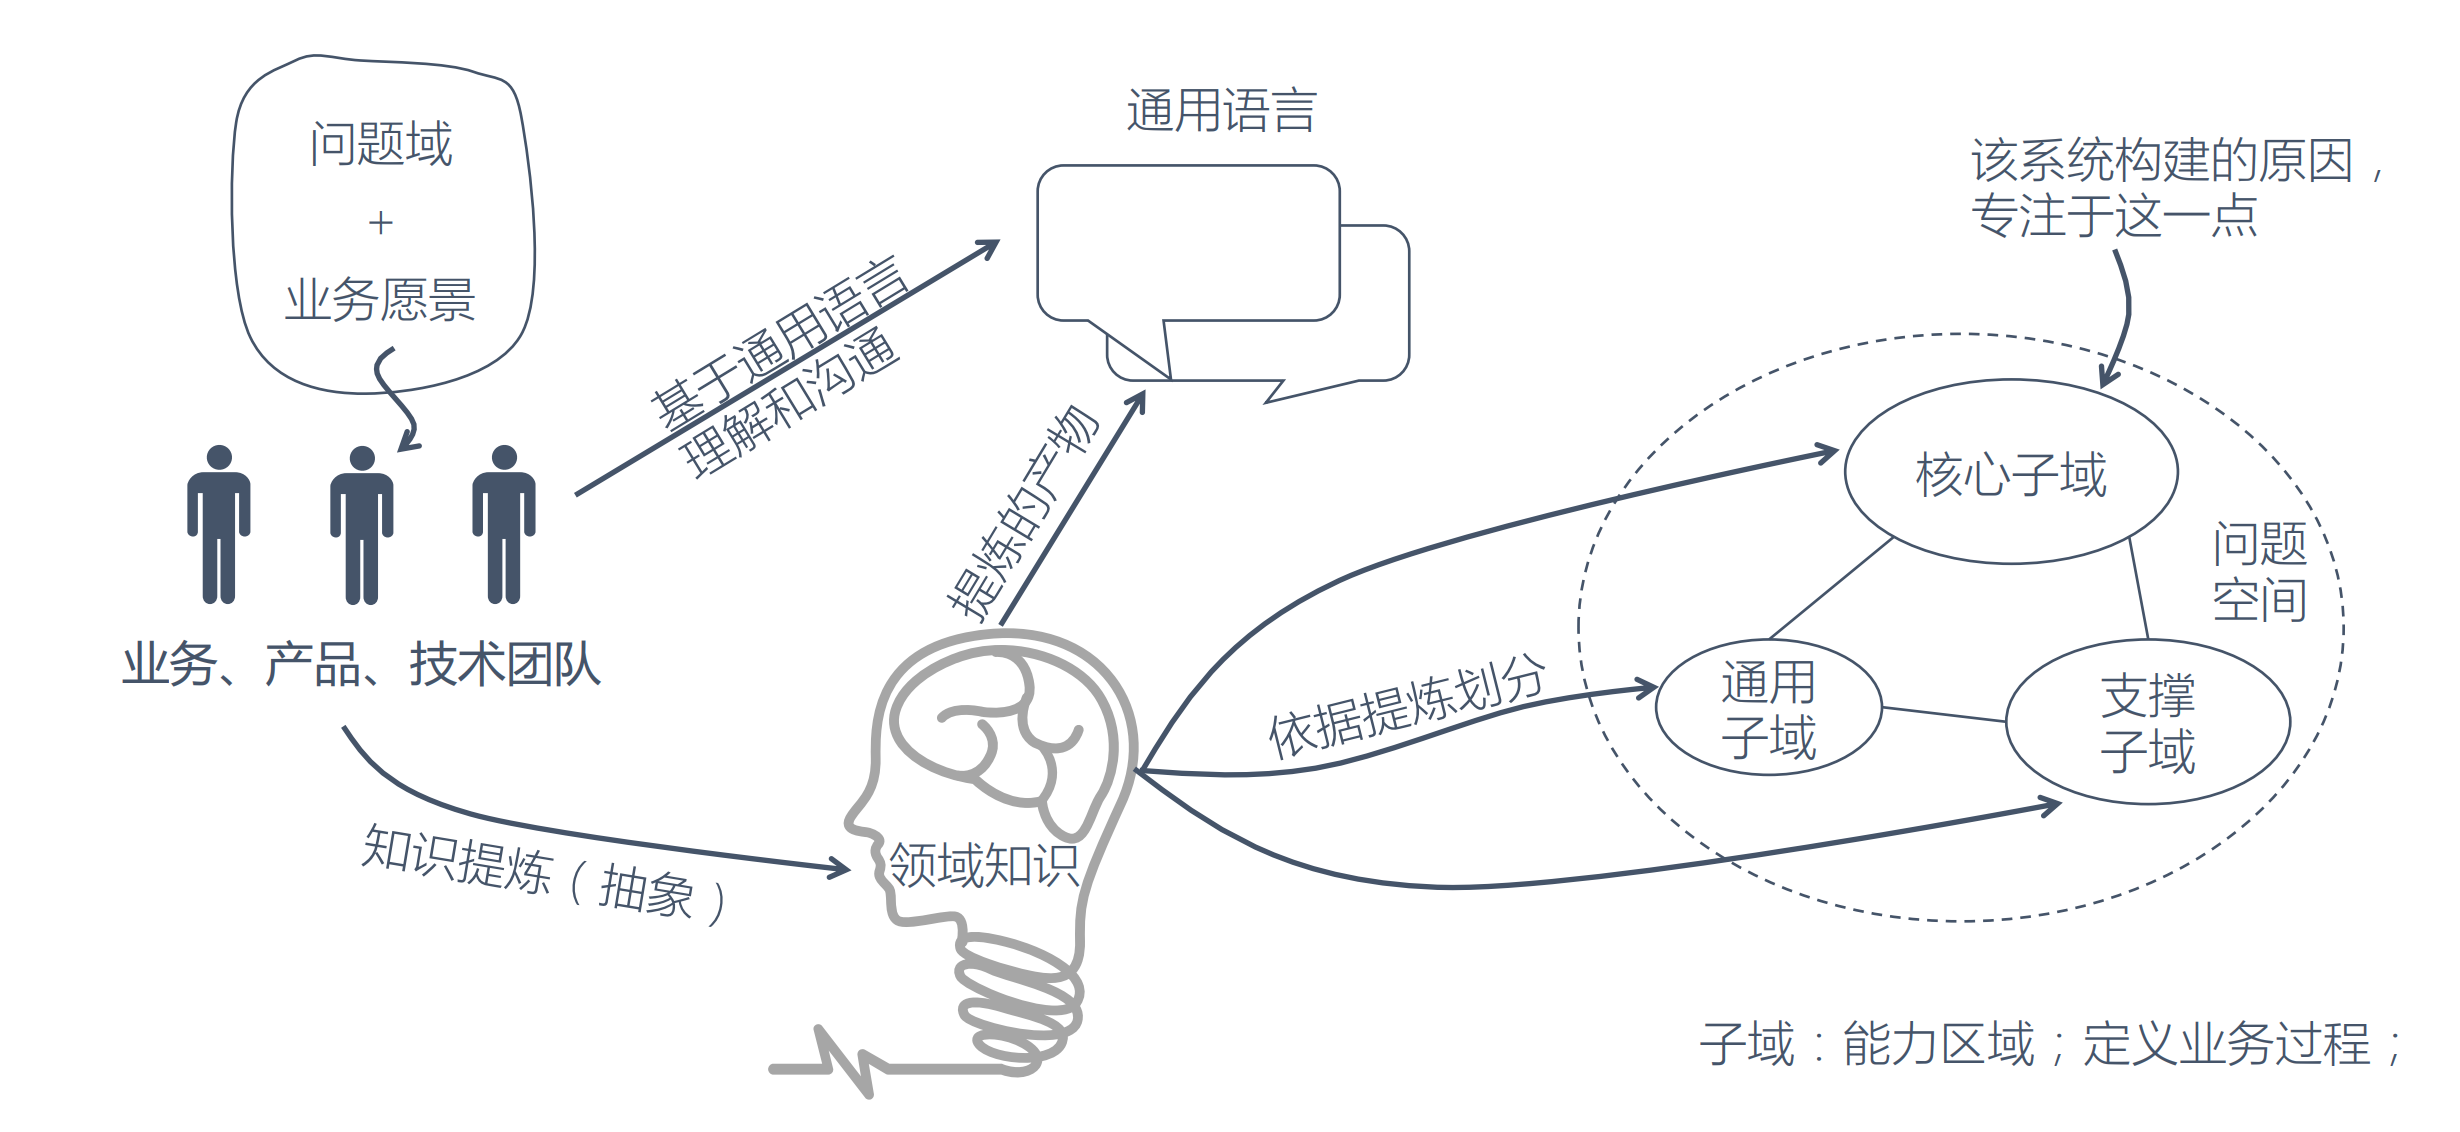 问题域
+
业务愿景
业务、产品、技术团队
基于通用语言
理解和沟通
通用语言
提炼的产物
知识提炼（抽象）
领域知识
依据提炼划分
该系统构建的原因，
专注于这一点
核心子域
问题
空间
通用
子域
支撑
子域
子域：能力区域；定义业务过程；